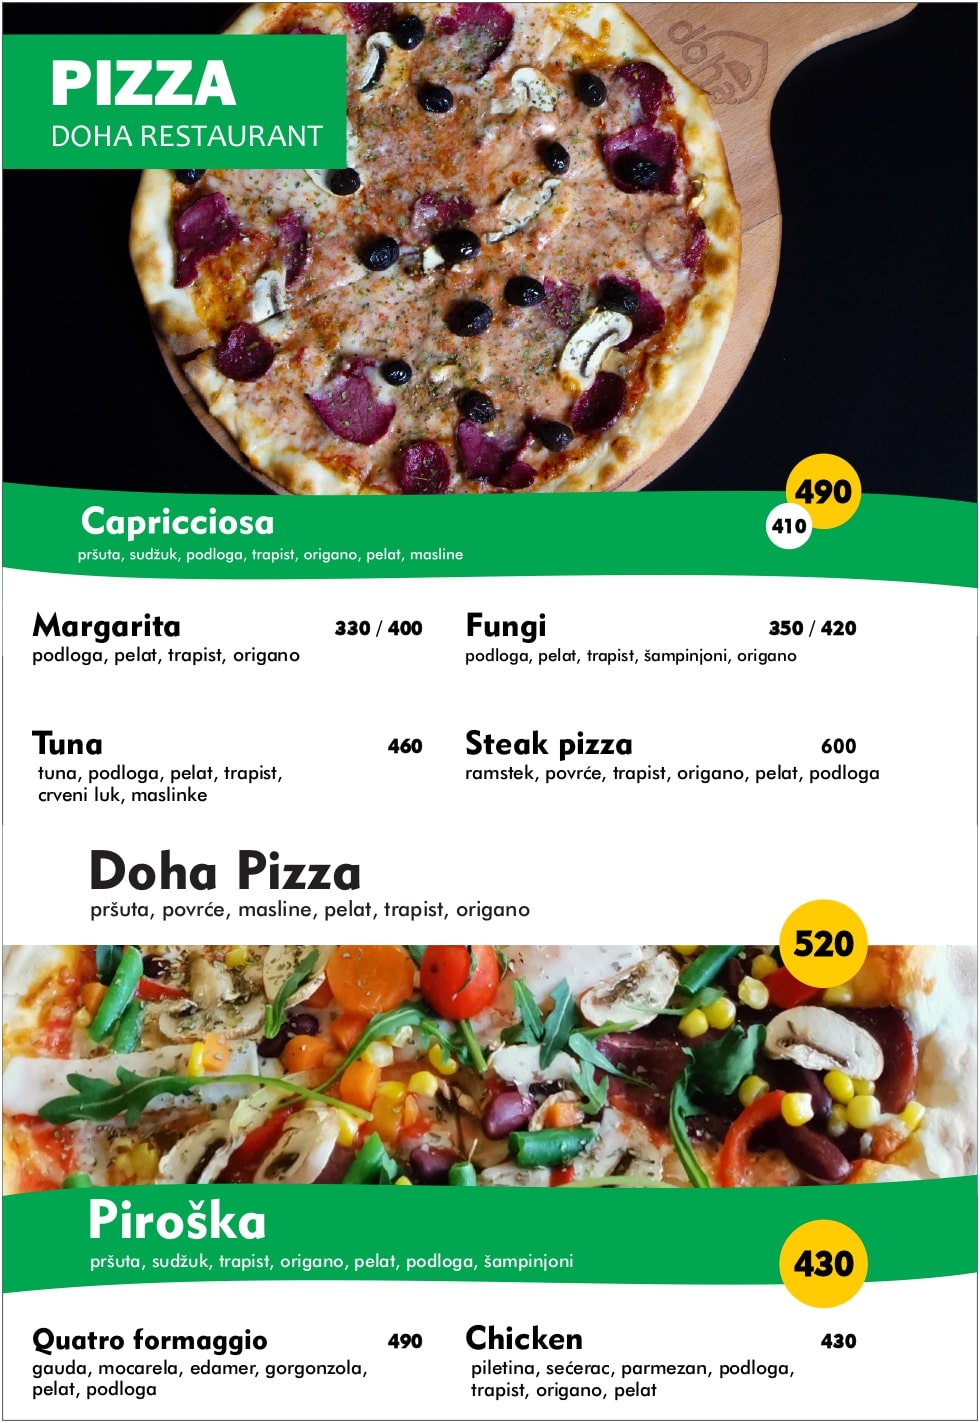 doha
PIZZA
DOHA RESTAURANT
490
Capricciosa
410
pršuta, sudžuk, podloga, trapist, origano, pelat, masline
Margarita 330 / 400
podloga, pelat, trapist, origano
Fungi 350 / 420
podloga, pelat, trapist, šampinjoni, origano
Tuna 460
tuna, podloga, pelat, trapist,
crveni luk, maslinke
Steak pizza 600
ramstek, povrće, trapist, origano, pelat, podloga
Doha Pizza
pršuta, povrće, masline, pelat, trapist, origano
520
Piroška
pršuta, sudžuk, trapist, origano, pelat, podloga, šampinjoni
430
Quatro formaggio 490
gauda, mocarela, edamer, gorgonzola,
pelat, podloga
Chicken 430
piletina, sećerac, parmezan, podloga,
trapist, origano, pelat